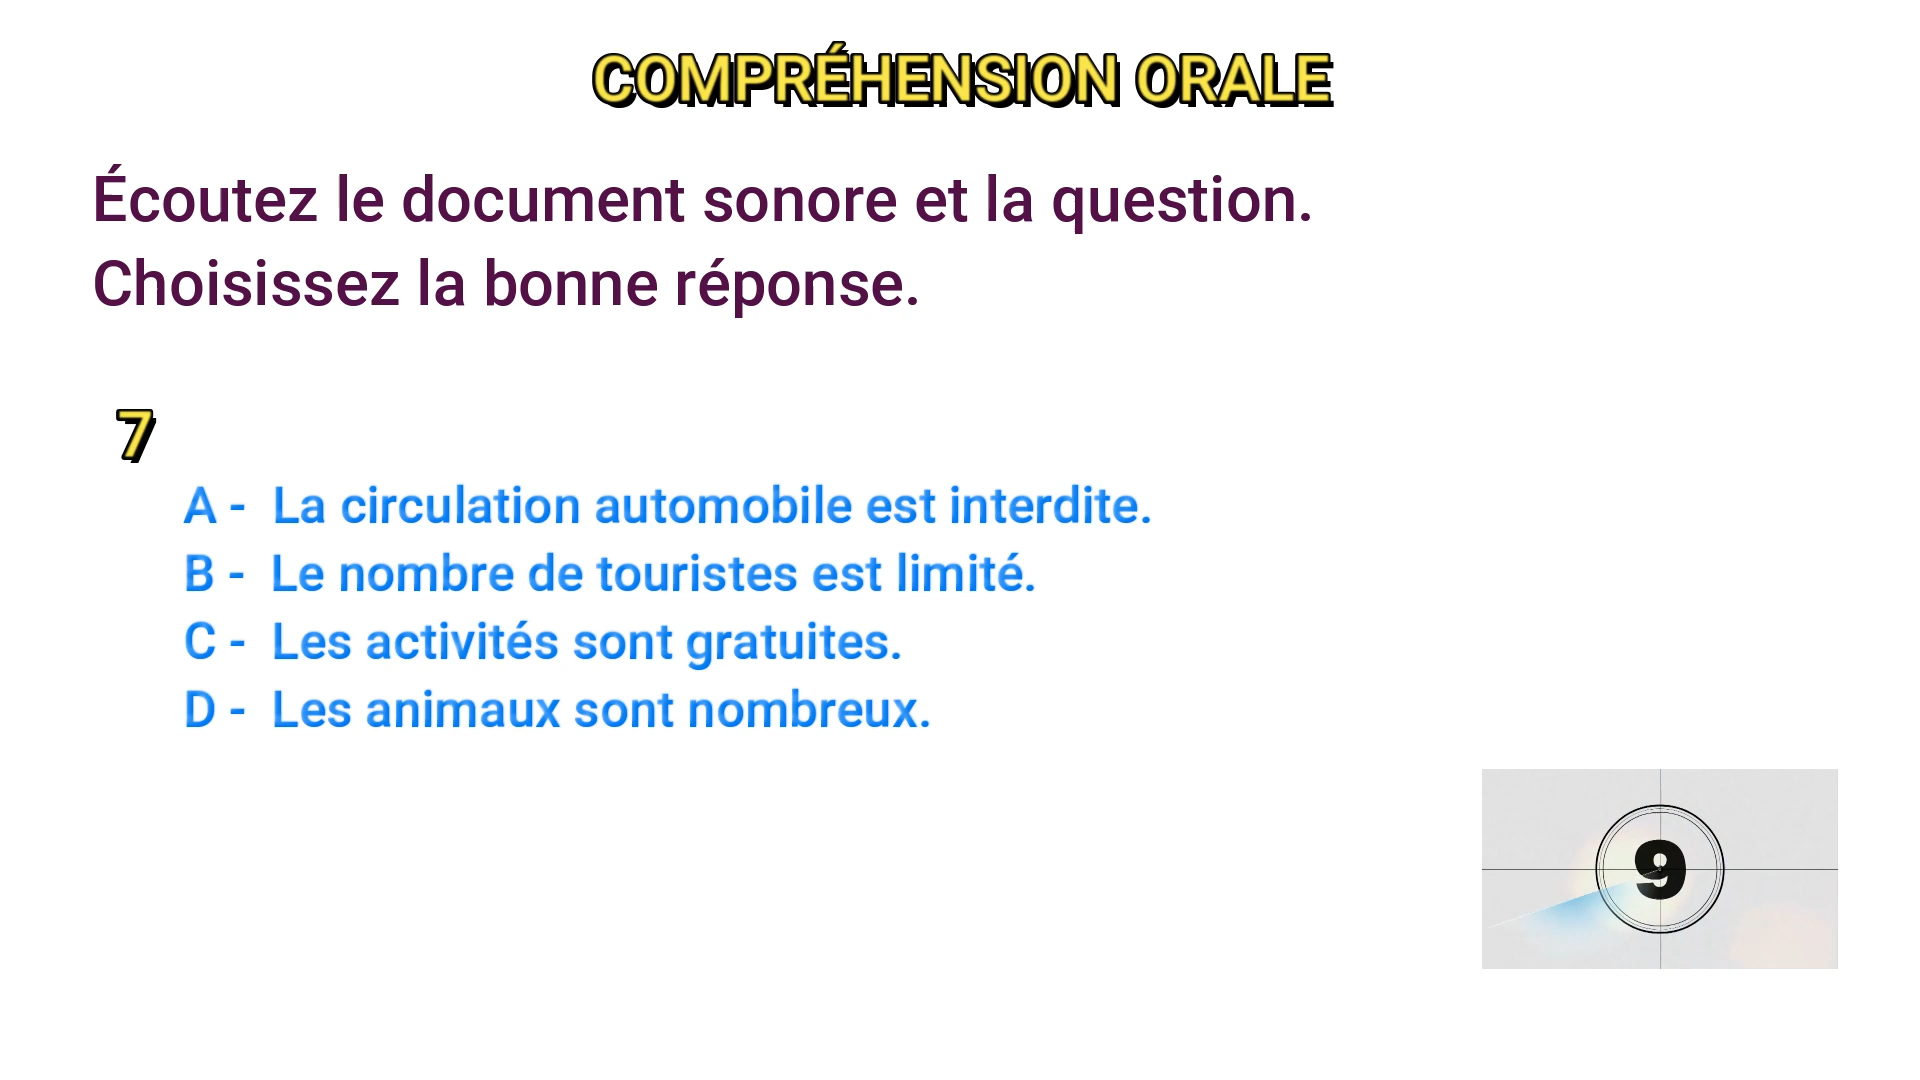 COMPRÉHENSION ORALE
Écoutez le document sonore et la question.
Choisissez la bonne réponse.
7
A - La circulation automobile est interdite.
B - Le nombre de touristes est limité.
C - Les activités sont gratuites.
D - Les animaux sont nombreux.
9